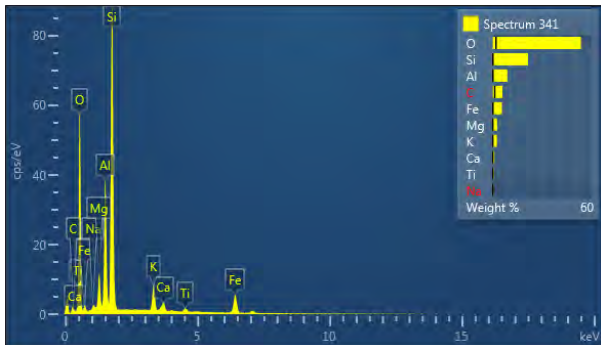 Spectrum 341
O
Si
Al
C
Fe
Mg
K
Ca
Ti
Na
Weight % 60
cps/eV
80
60
40
20
0
Si
O
Al
Mg
C Na
Fe
Ti
Ca
K
Ca
Ti
Fe
0 5 10 15 keV